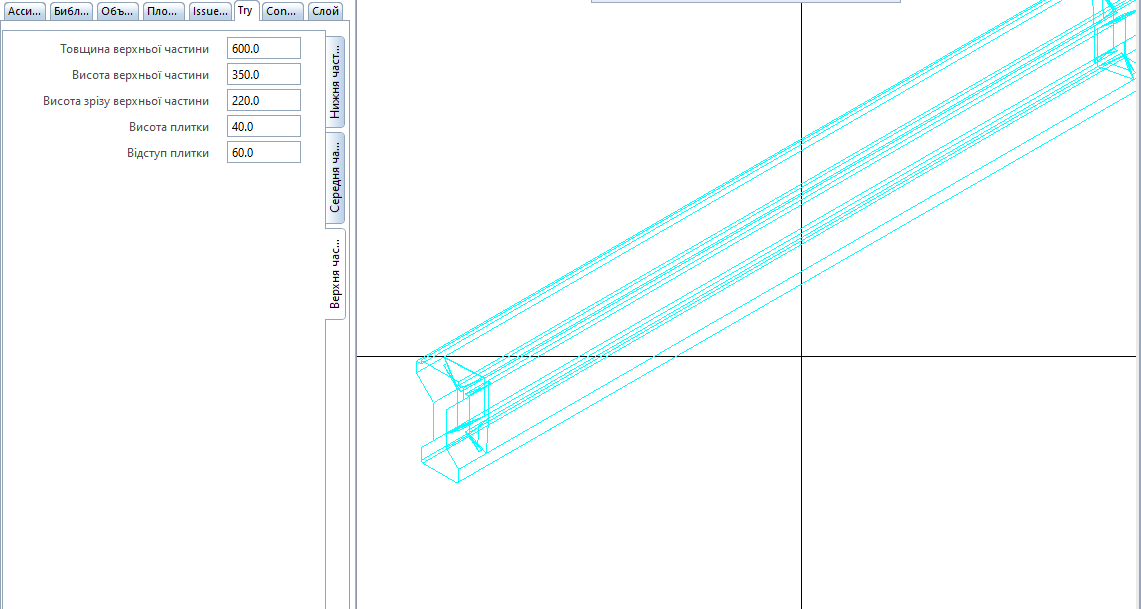 Асси... Библ... Объ... Пло... Issue... Try Con... Слой
Товщина верхньої частини 600.0
Висота верхньої частини 350.0
Висота зрізу верхньої частини 220.0
Висота плитки 40.0
Відступ плитки 60.0
Нижня част...
Середня ча...
Верхня час...